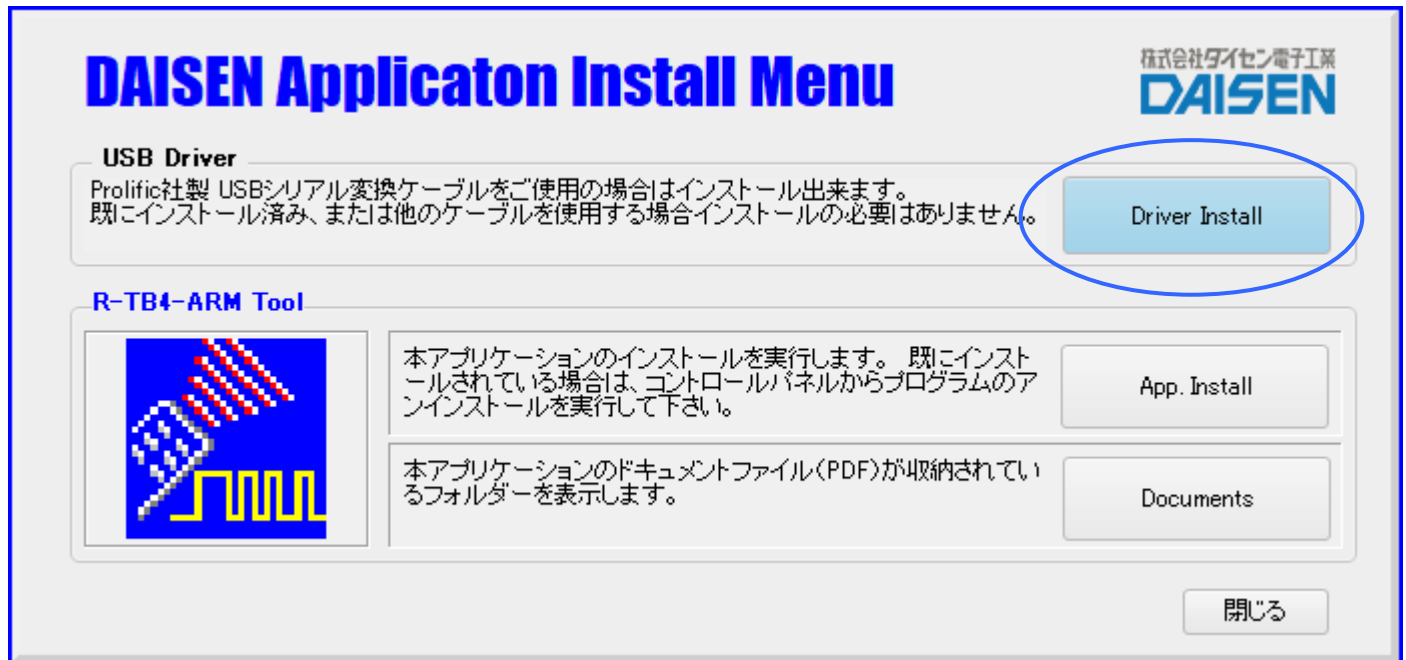 DAISEN Applicaton Install Menu
株式会社ダイセン電子工業
DAISEN
USB Driver
Prolific社製 USBシリアル変換ケーブルをご使用の場合はインストール出来ます。
既にインストール済み、または他のケーブルを使用する場合インストールの必要はありません。
Driver Install
R-TB4-ARM Tool
本アプリケーションのインストールを実行します。 既にインスト
ールされている場合は、コントロールパネルからプログラムのア
ンインストールを実行して下さい。
App. Install
本アプリケーションのドキュメントファイル(PDF)が収納されてい
るフォルダーを表示します。
Documents
閉じる